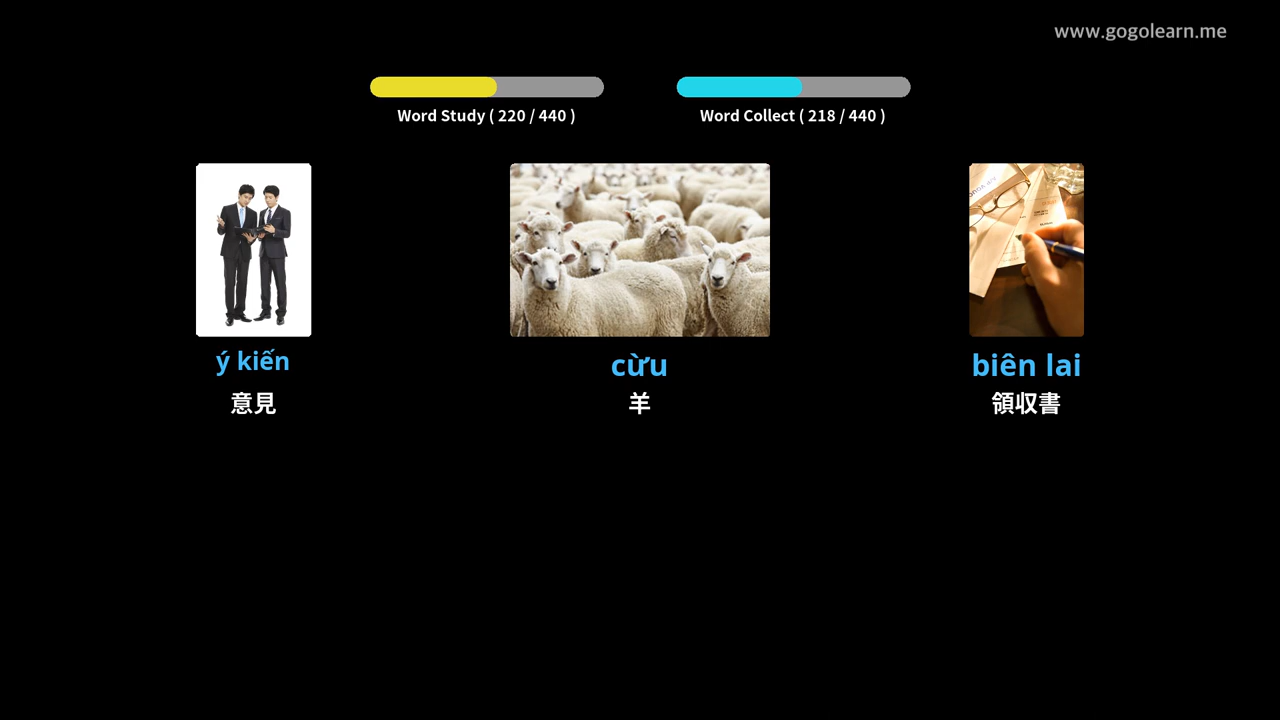 www.gogolearn.me
Word Study ( 220 / 440 )
Word Collect ( 218 / 440 )
ý kiến
意見
cừu
羊
biên lai
領収書